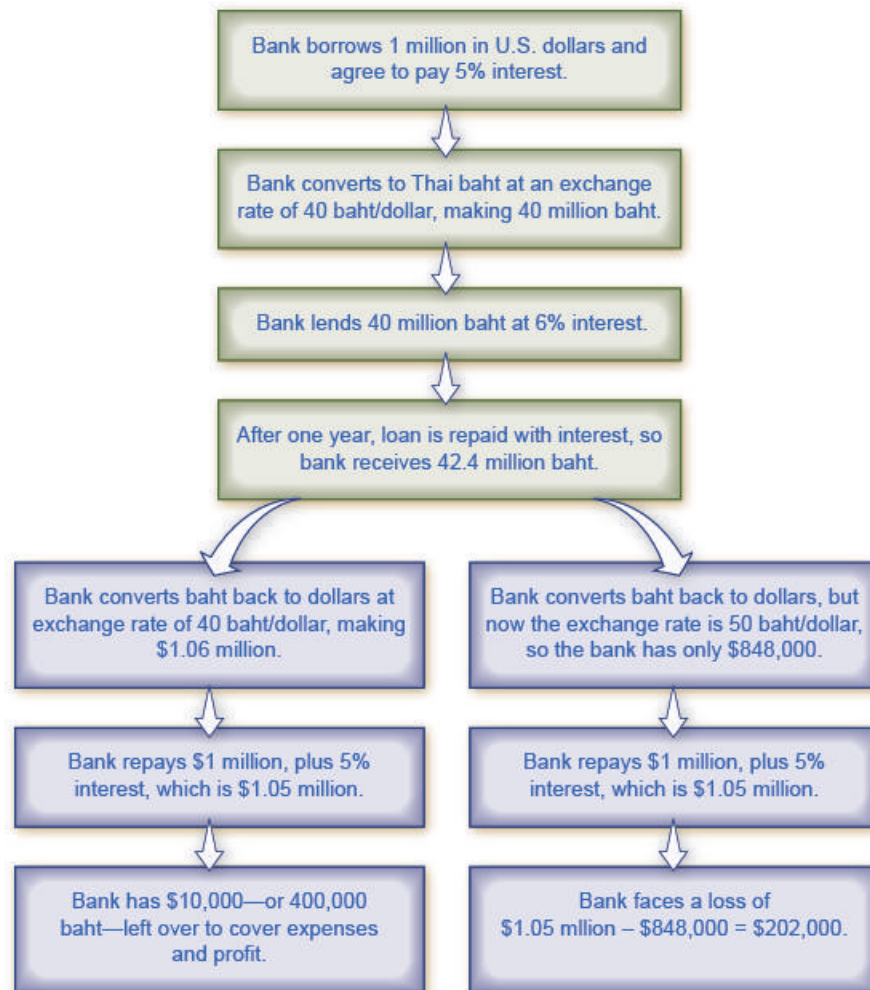 Bank borrows 1 million in U.S. dollars and
agree to pay 5% interest.
Bank converts to Thai baht at an exchange
rate of 40 baht/dollar, making 40 million baht.
Bank lends 40 million baht at 6% interest.
After one year, loan is repaid with interest, so
bank receives 42.4 million baht.
Bank converts baht back to dollars at
exchange rate of 40 baht/dollar, making
$1.06 million.
Bank repays $1 million, plus 5%
interest, which is $1.05 million.
Bank has $10,000—or 400,000
baht—left over to cover expenses
and profit.
Bank converts baht back to dollars, but
now the exchange rate is 50 baht/dollar,
so the bank has only $848,000.
Bank repays $1 million, plus 5%
interest, which is $1.05 million.
Bank faces a loss of
$1.05 mllion – $848,000 = $202,000.